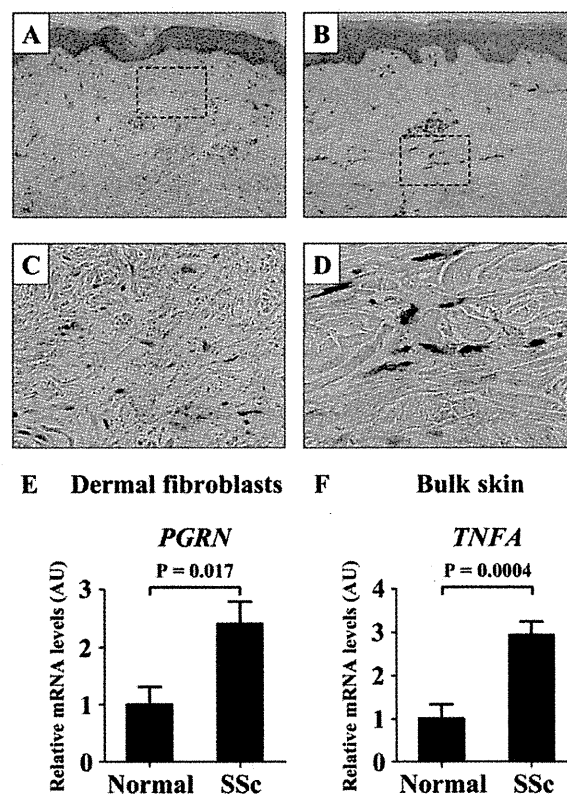 A
B
C
D
E Dermal fibroblasts
F Bulk skin
PGRN
P = 0.017
Relative mRNA levels (AU)
3
2
1
0
Normal SSc
TNFA
P = 0.0004
Relative mRNA levels (AU)
4
3
2
1
0
Normal SSc